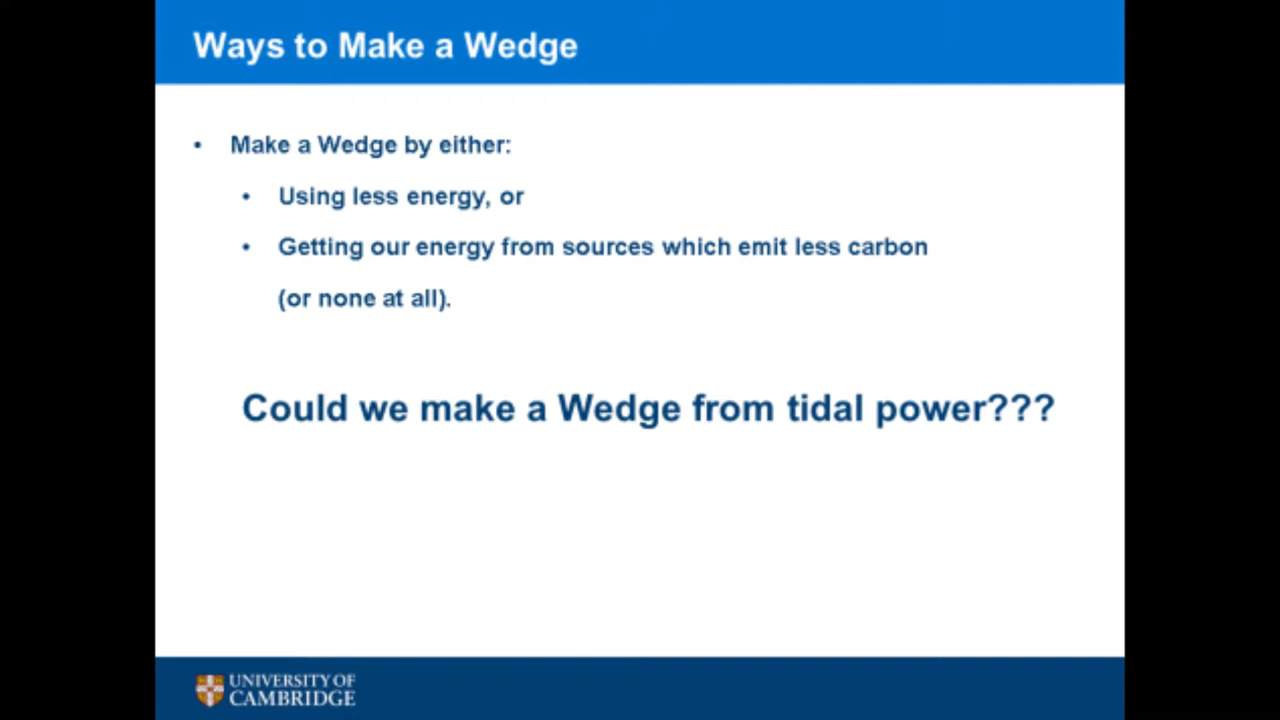 Ways to Make a Wedge
• Make a Wedge by either:
• Using less energy, or
• Getting our energy from sources which emit less carbon
(or none at all).
Could we make a Wedge from tidal power???
UNIVERSITY OF
CAMBRIDGE